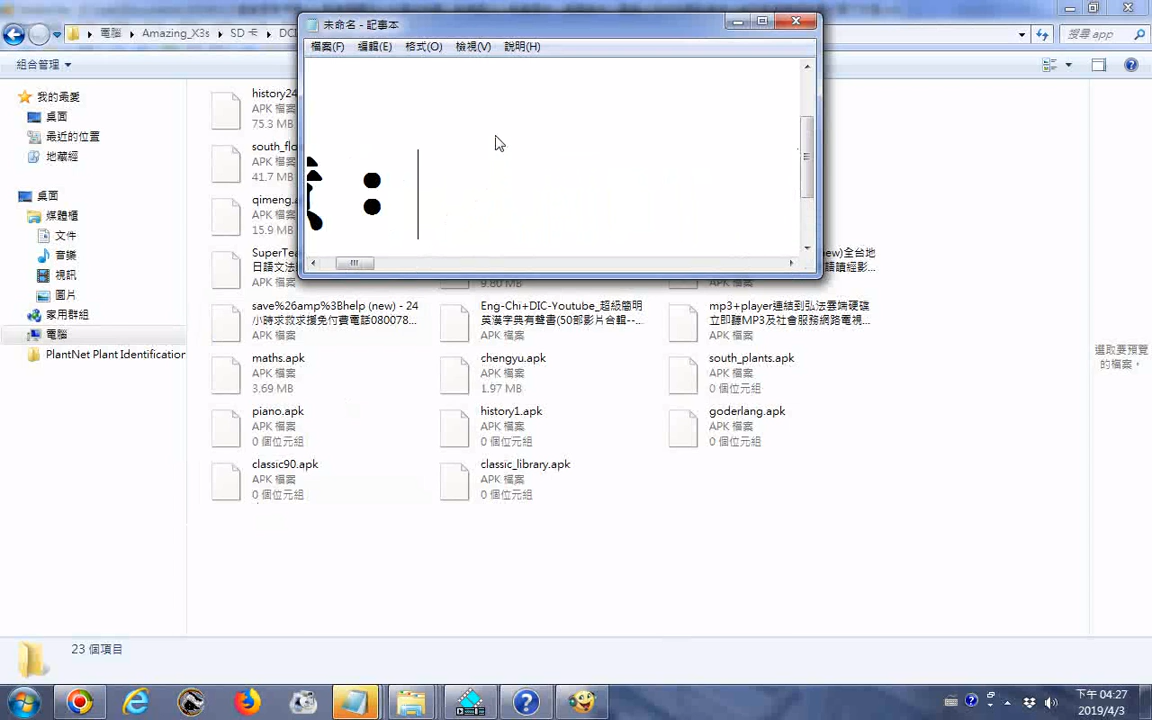 未命名 - 記事本
檔案(F) 編輯(E) 格式(O) 檢視(V) 說明(H)
電腦 Amazing_X3s SD 卡
搜尋 app
組合管理
我的最愛
桌面
最近的位置
地藏經
桌面
媒體櫃
文件
音樂
視訊
圖片
家用群組
電腦
PlantNet Plant Identification
history24
APK 檔案
75.3 MB
south_flo
APK 檔案
41.7 MB
qimeng.
APK 檔案
15.9 MB
SuperTea
日語文法
APK 檔案
9.80 MB
new)全台地
save%26amp%3Bhelp (new) - 24
小時求救求援免付費電話080078...
APK 檔案
Eng-Chi+DIC-Youtube_超級簡明
英漢字典有聲書(50部影片合輯--...
APK 檔案
mp3+player連結到弘法雲端硬碟
立即聽MP3及社會服務網路電視...
APK 檔案
maths.apk
APK 檔案
3.69 MB
chengyu.apk
APK 檔案
1.97 MB
south_plants.apk
APK 檔案
0 個位元組
piano.apk
APK 檔案
0 個位元組
history1.apk
APK 檔案
0 個位元組
goderlang.apk
APK 檔案
0 個位元組
classic90.apk
APK 檔案
0 個位元組
classic_library.apk
APK 檔案
0 個位元組
選取要預覽
的檔案。
23 個項目
下午 04:27
2019/4/3